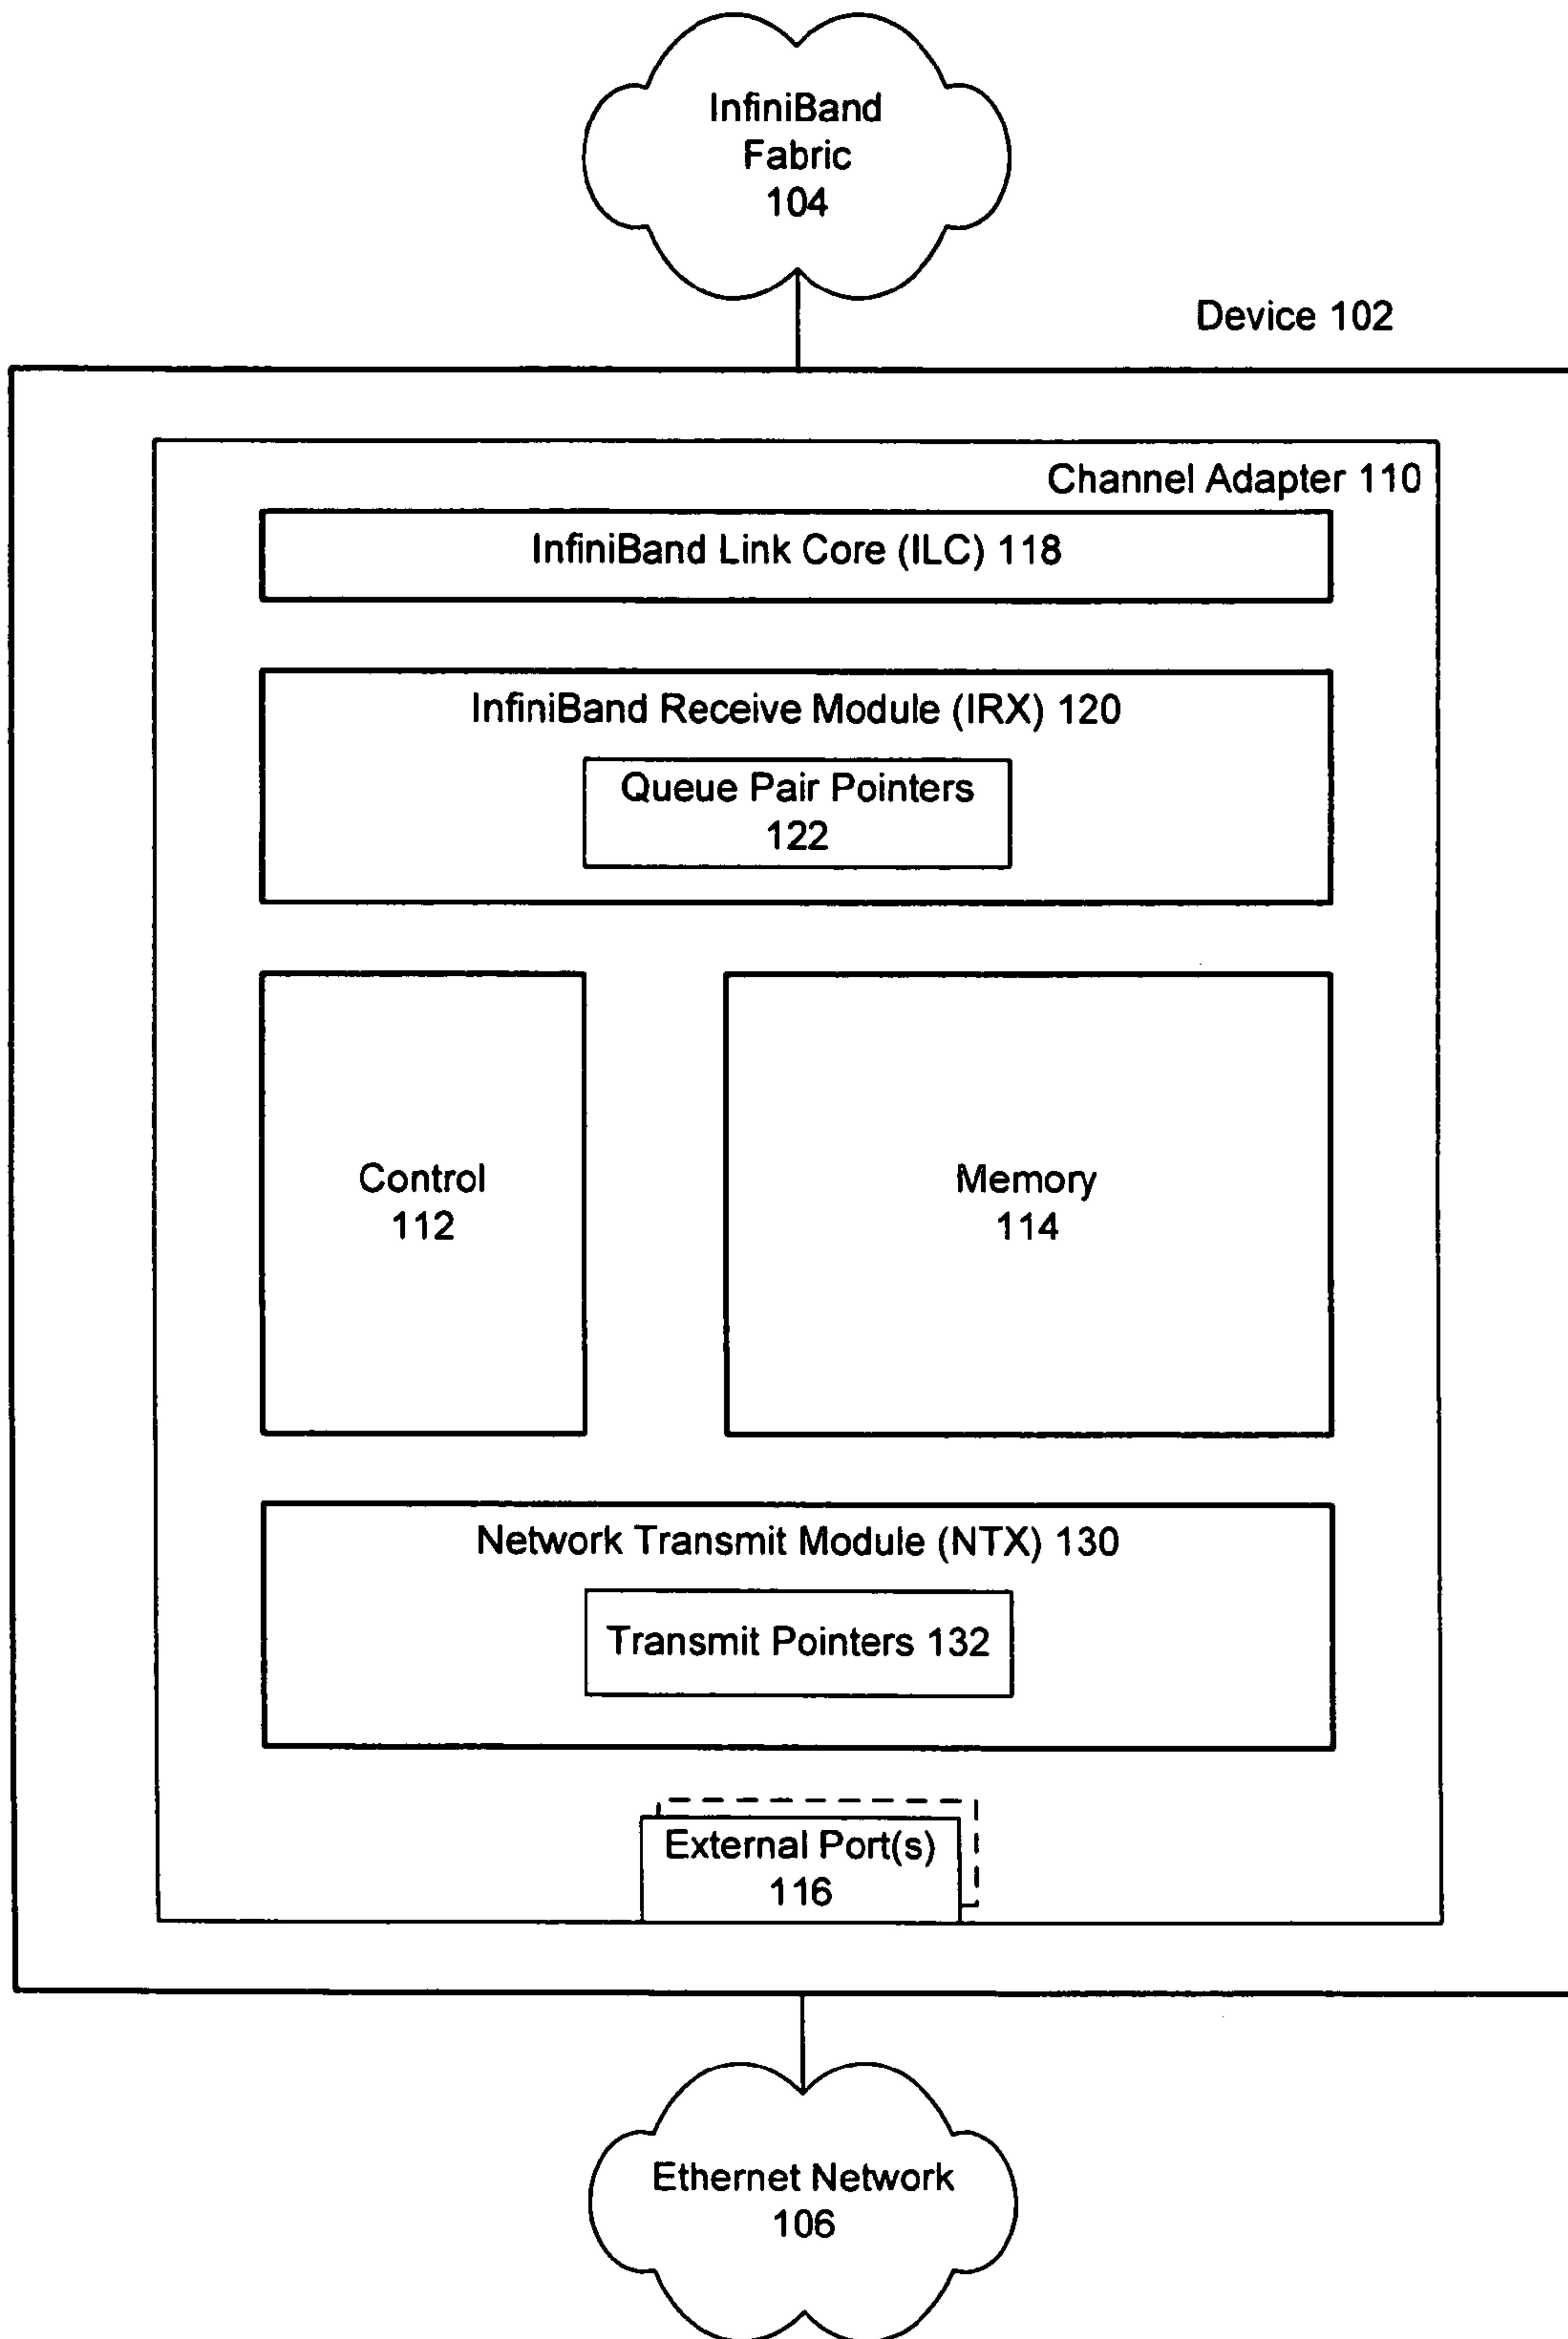 InfiniBand
Fabric
104
Device 102
Channel Adapter 110
InfiniBand Link Core (ILC) 118
InfiniBand Receive Module (IRX) 120
Queue Pair Pointers
122
Control
112
Memory
114
Network Transmit Module (NTX) 130
Transmit Pointers 132
External Port(s)
116
Ethernet Network
106